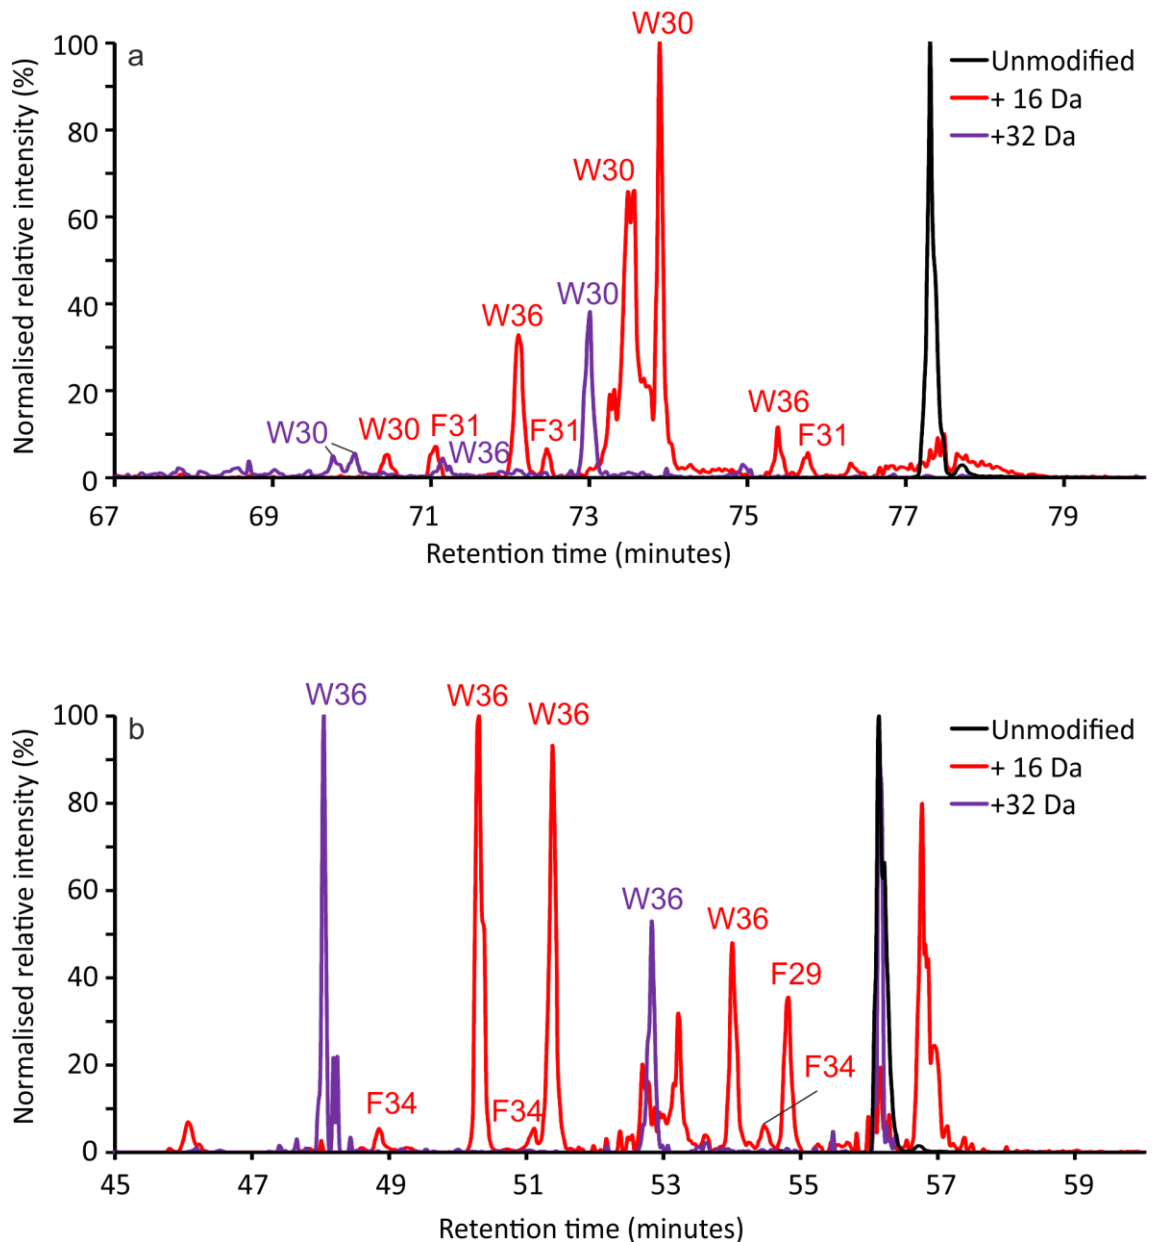 W30
100
a
Unmodified
+ 16 Da
+32 Da
80
W30
60
W30
40
W36
20
W30
W30
F31
W36
F31
W36
F31
0
67
69
71
73
75
77
79
Normalised relative intensity (%)
Retention time (minutes)
W36
W36
W36
100
b
Unmodified
+ 16 Da
+32 Da
80
60
W36
W36
40
F29
20
F34
F34
F34
0
45
47
49
51
53
55
57
59
Normalised relative intensity (%)
Retention time (minutes)